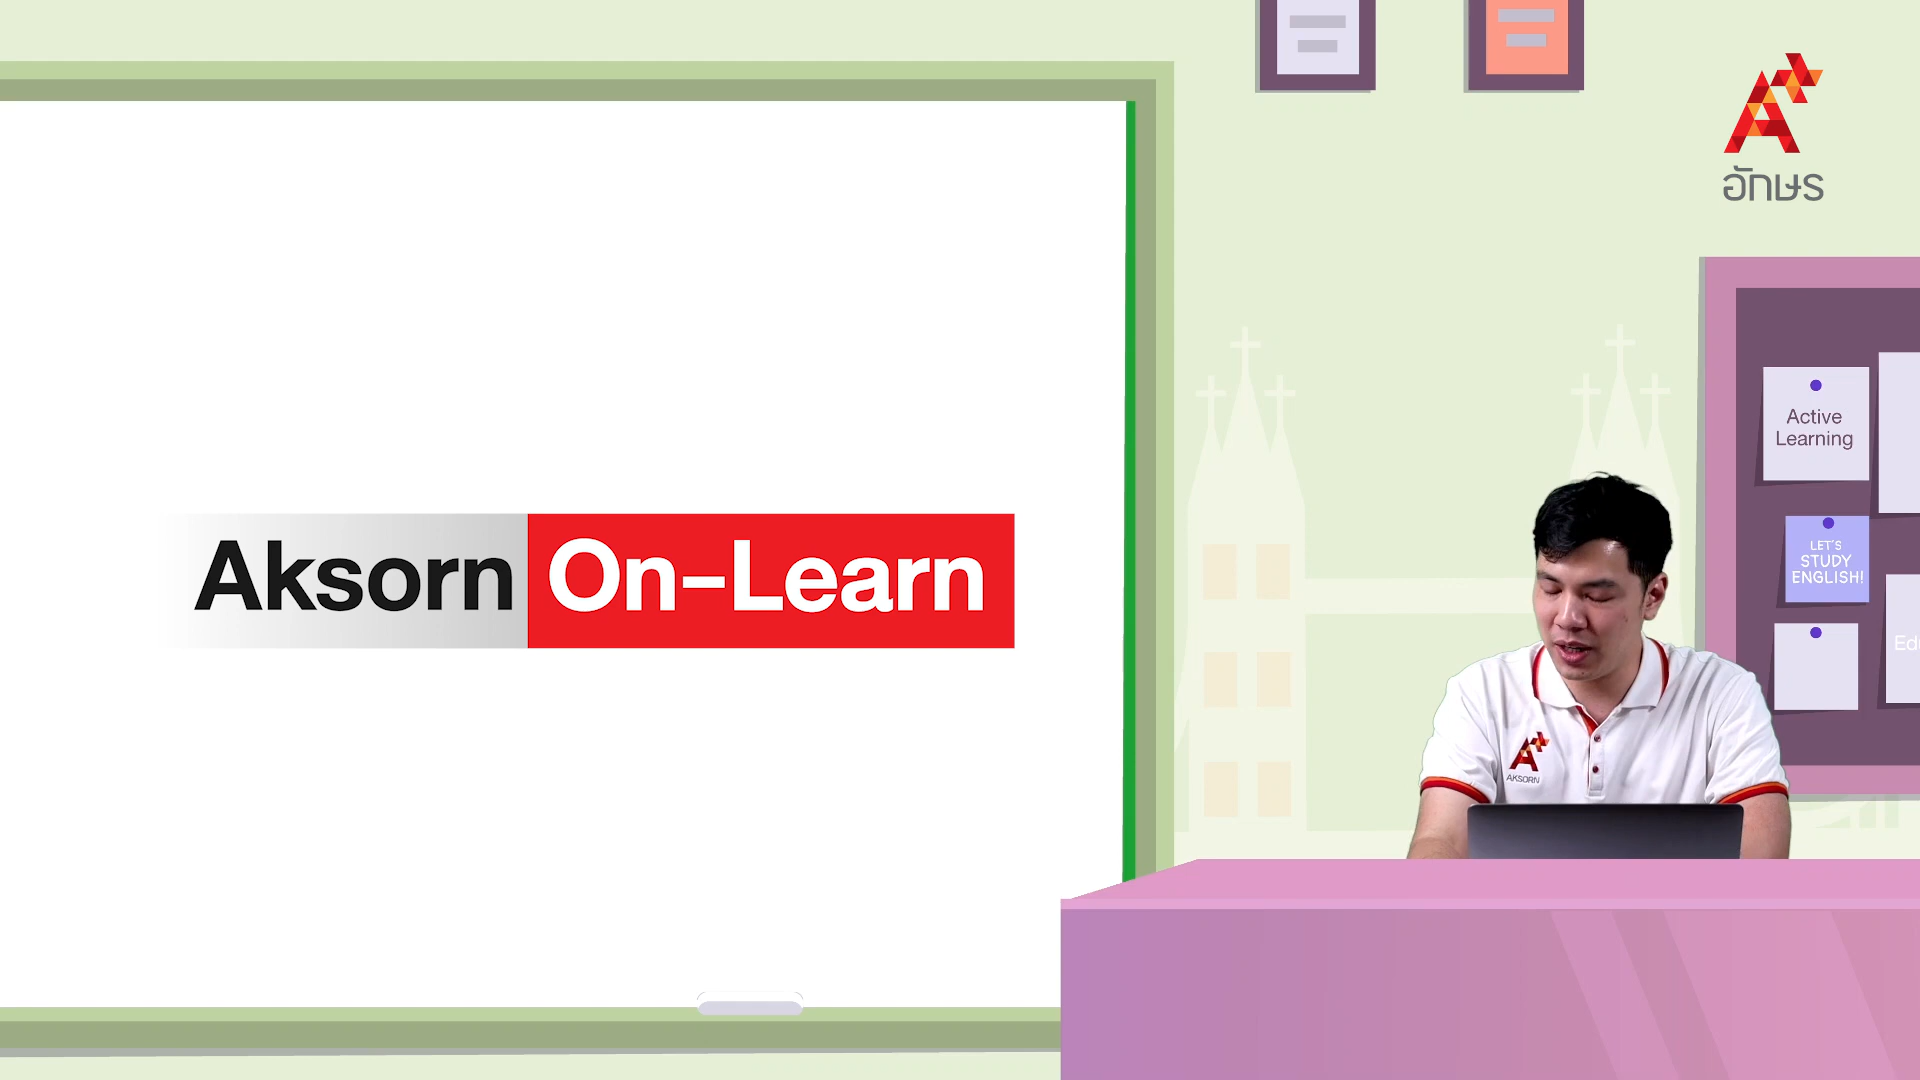 อักษร
Active
Learning
LET'S
STUDY
ENGLISH!
Aksorn On-Learn
AKSORN